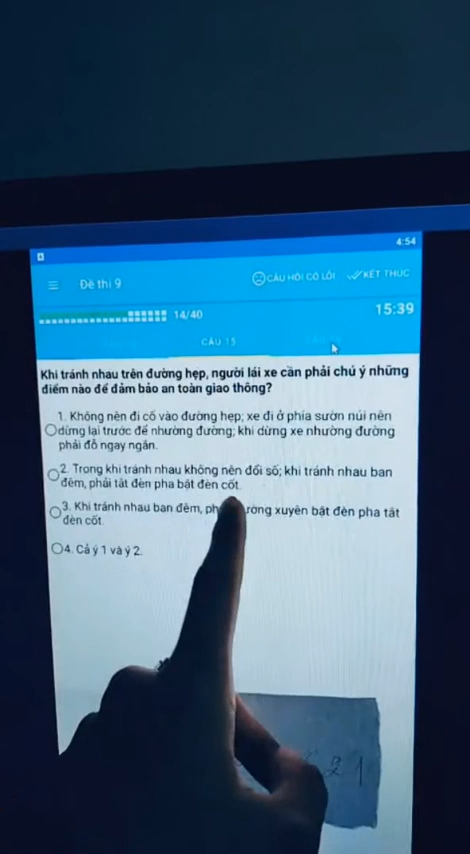 4:54
Đề thi 9
CÂU HỎI CÓ LỖI
KẾT THÚC
14/40
15:39
CÂU 15
Khi tránh nhau trên đường hẹp, người lái xe cần phải chú ý những
điểm nào để đảm bảo an toàn giao thông?
1. Không nên đi cố vào đường hẹp; xe đi ở phía sườn núi nên
dừng lại trước để nhường đường; khi dừng xe nhường đường
phải đỗ ngay ngắn.
2. Trong khi tránh nhau không nên đổi số; khi tránh nhau ban
đêm, phải tắt đèn pha bật đèn cốt.
3. Khi tránh nhau ban đêm, xuyên bật đèn pha tắt
đèn cốt.
4. Cả ý 1 và ý 2.
21